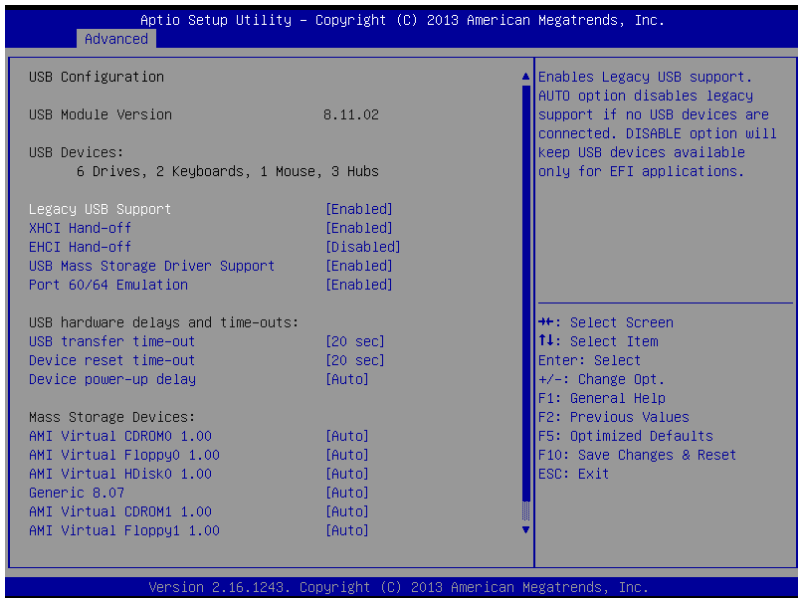 Aptio Setup Utility – Copyright (C) 2013 American Megatrends, Inc.
Advanced
USB Configuration
USB Module Version 8.11.02
USB Devices:
6 Drives, 2 Keyboards, 1 Mouse, 3 Hubs
Legacy USB Support [Enabled]
XHCI Hand-off [Enabled]
EHCI Hand-off [Disabled]
USB Mass Storage Driver Support [Enabled]
Port 60/64 Emulation [Enabled]
USB hardware delays and time-outs:
USB transfer time-out [20 sec]
Device reset time-out [20 sec]
Device power-up delay [Auto]
Mass Storage Devices:
AMI Virtual CDROM0 1.00 [Auto]
AMI Virtual Floppy0 1.00 [Auto]
AMI Virtual HDisk0 1.00 [Auto]
Generic 8.07 [Auto]
AMI Virtual CDROM1 1.00 [Auto]
AMI Virtual Floppy1 1.00 [Auto]
Enables Legacy USB support.
AUTO option disables legacy
support if no USB devices are
connected. DISABLE option will
keep USB devices available
only for EFI applications.
→←: Select Screen
↑↓: Select Item
Enter: Select
+/-: Change Opt.
F1: General Help
F2: Previous Values
F5: Optimized Defaults
F10: Save Changes & Reset
ESC: Exit
Version 2.16.1243. Copyright (C) 2013 American Megatrends, Inc.